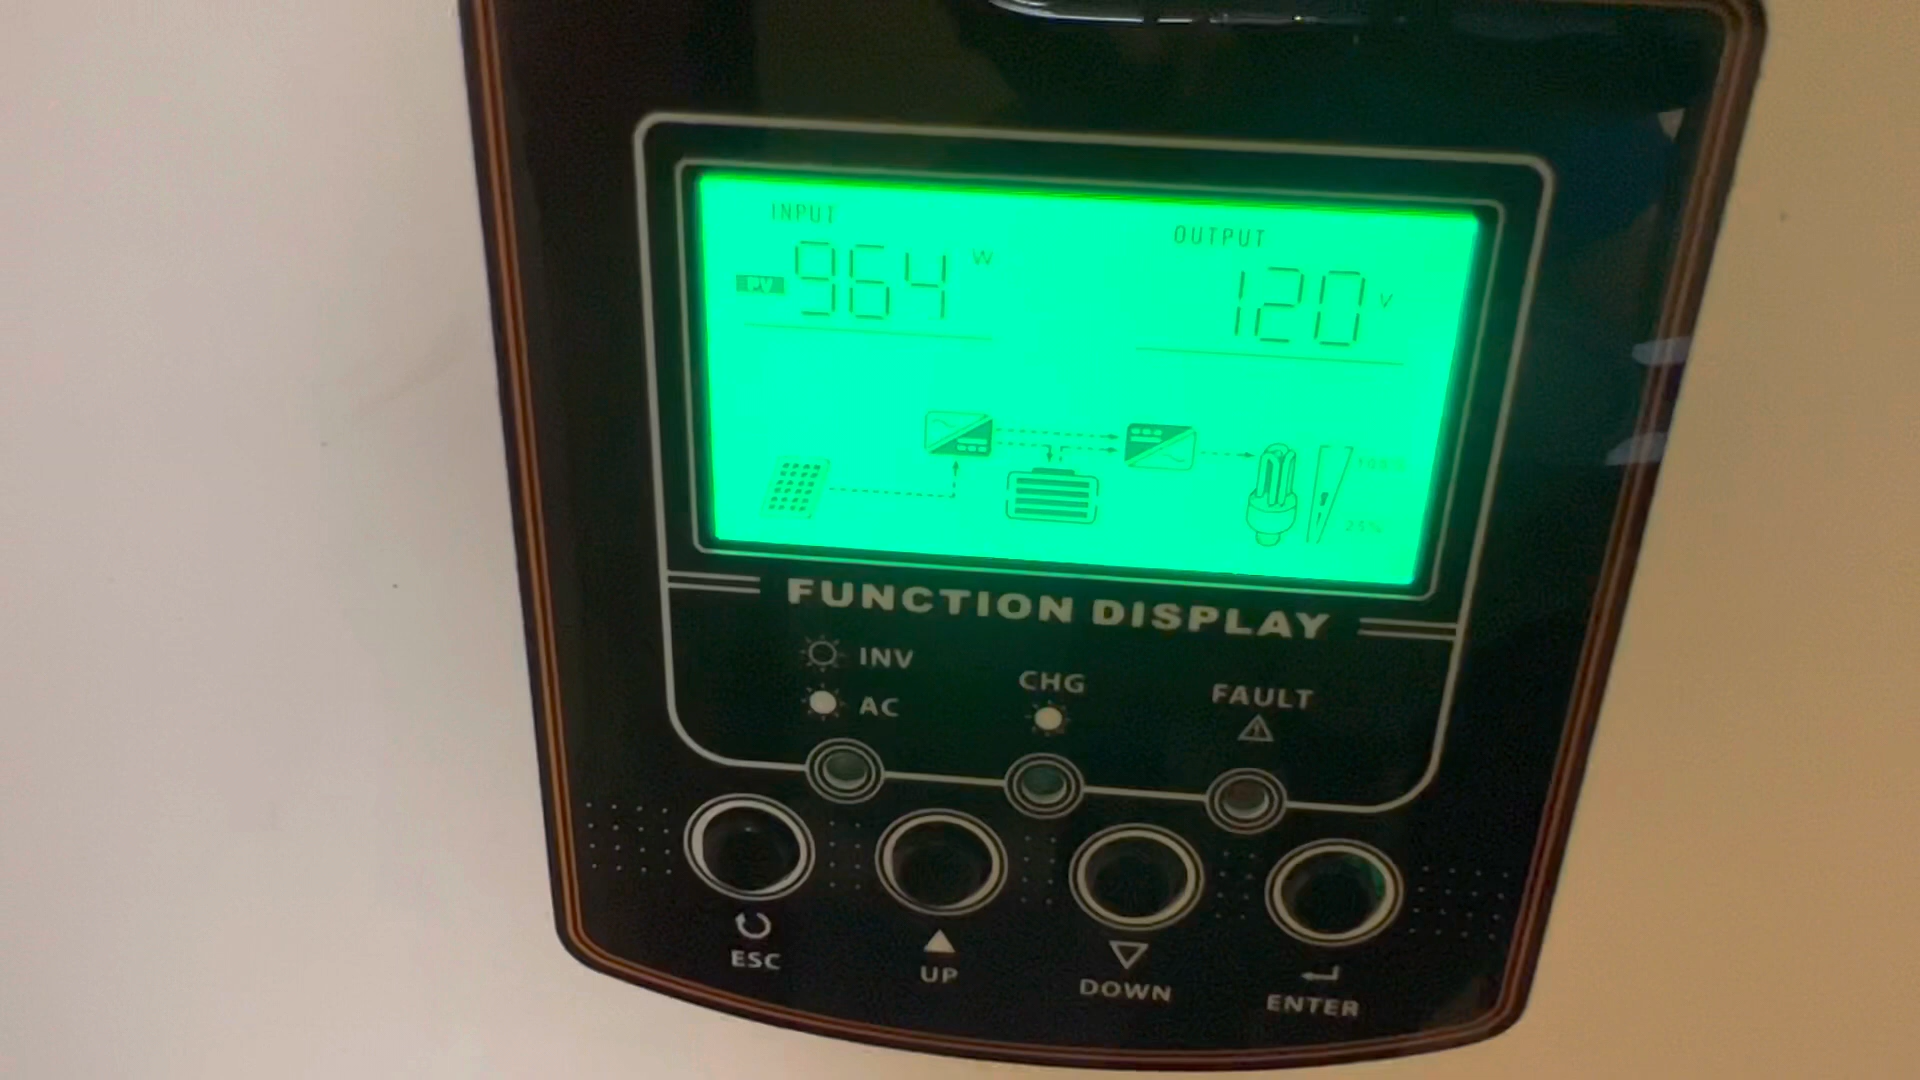 INPUT
OUTPUT
PV 964 W
120 V
100%
25%
FUNCTION DISPLAY
INV
AC
CHG
FAULT
ESC
UP
DOWN
ENTER